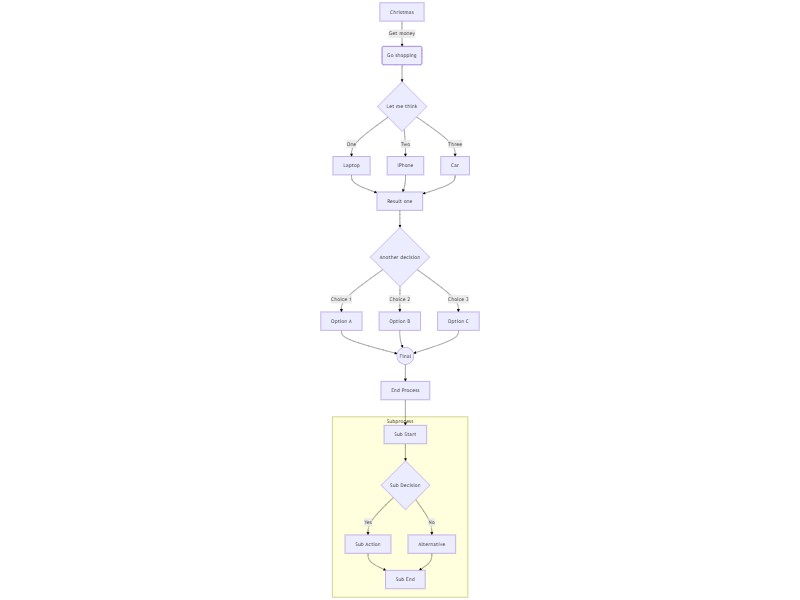 Christmas
Get money
Go shopping
Let me think
One
Two
Three
Laptop
iPhone
Car
Result one
Another decision
Choice 1
Choice 2
Choice 3
Option A
Option B
Option C
Final
End Process
Subprocess
Sub Start
Sub Decision
Yes
No
Sub Action
Alternative
Sub End